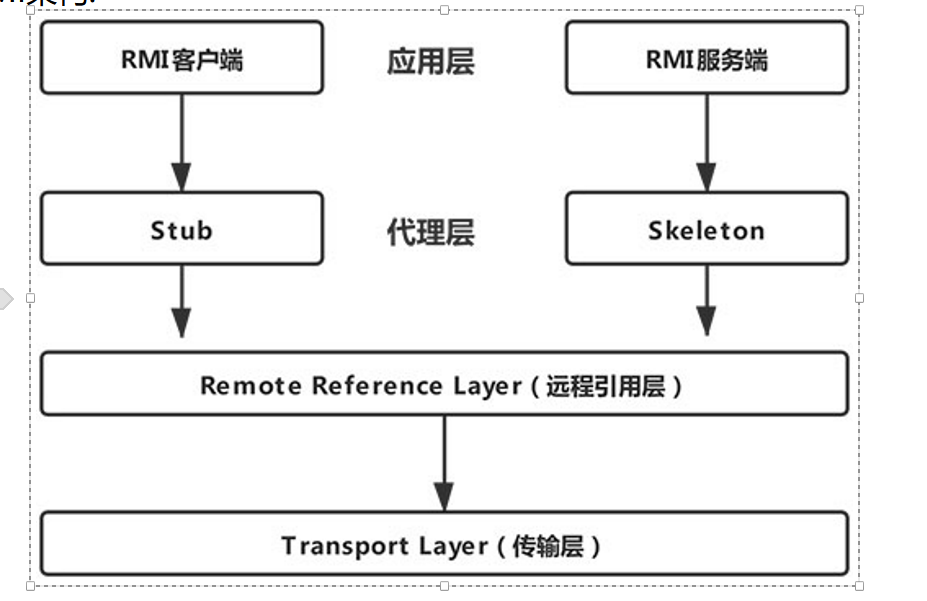 RMI客户端
应用层
RMI服务端
Stub
代理层
Skeleton
Remote Reference Layer（远程引用层）
Transport Layer（传输层）